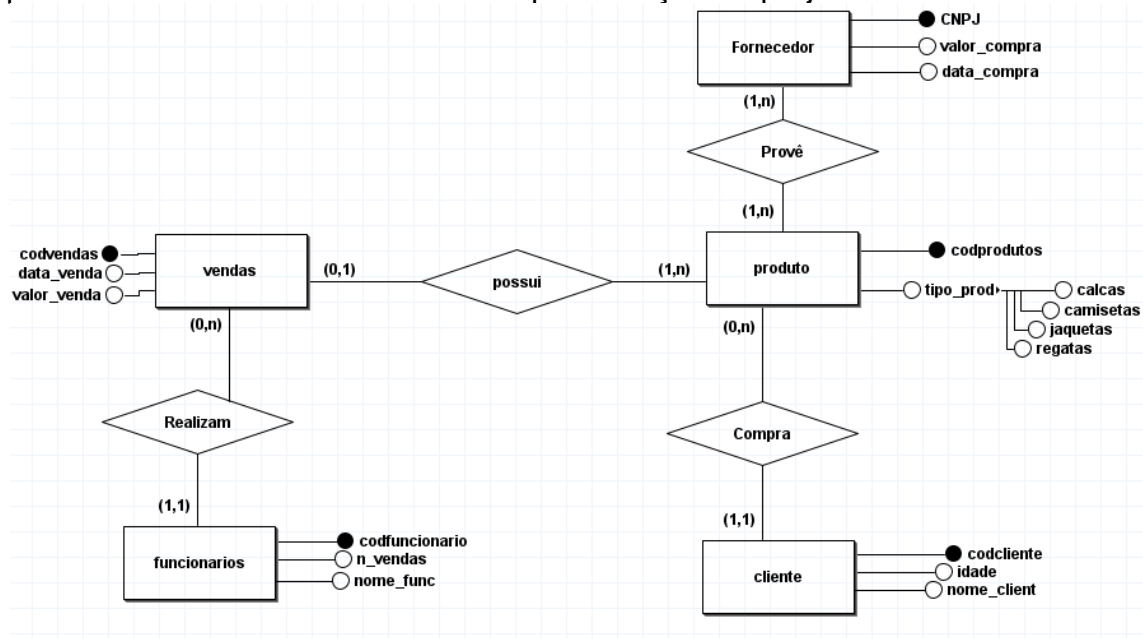 CNPJ
Fornecedor
valor_compra
data_compra
(1,n)
Provê
(1,n)
codvendas
data_venda
valor_venda
vendas
(0,1)
possui
(1,n)
produto
codprodutos
tipo_prod
calcas
camisetas
jaquetas
regatas
(0,n)
(0,n)
Realizam
Compra
(1,1)
(1,1)
funcionarios
codfuncionario
n_vendas
nome_func
cliente
codcliente
idade
nome_client